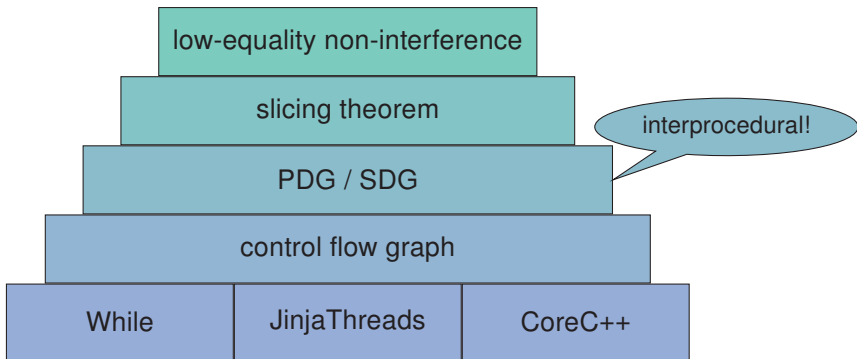 low-equality non-interference
slicing theorem
interprocedural!
PDG / SDG
control flow graph
While
JinjaThreads
CoreC++